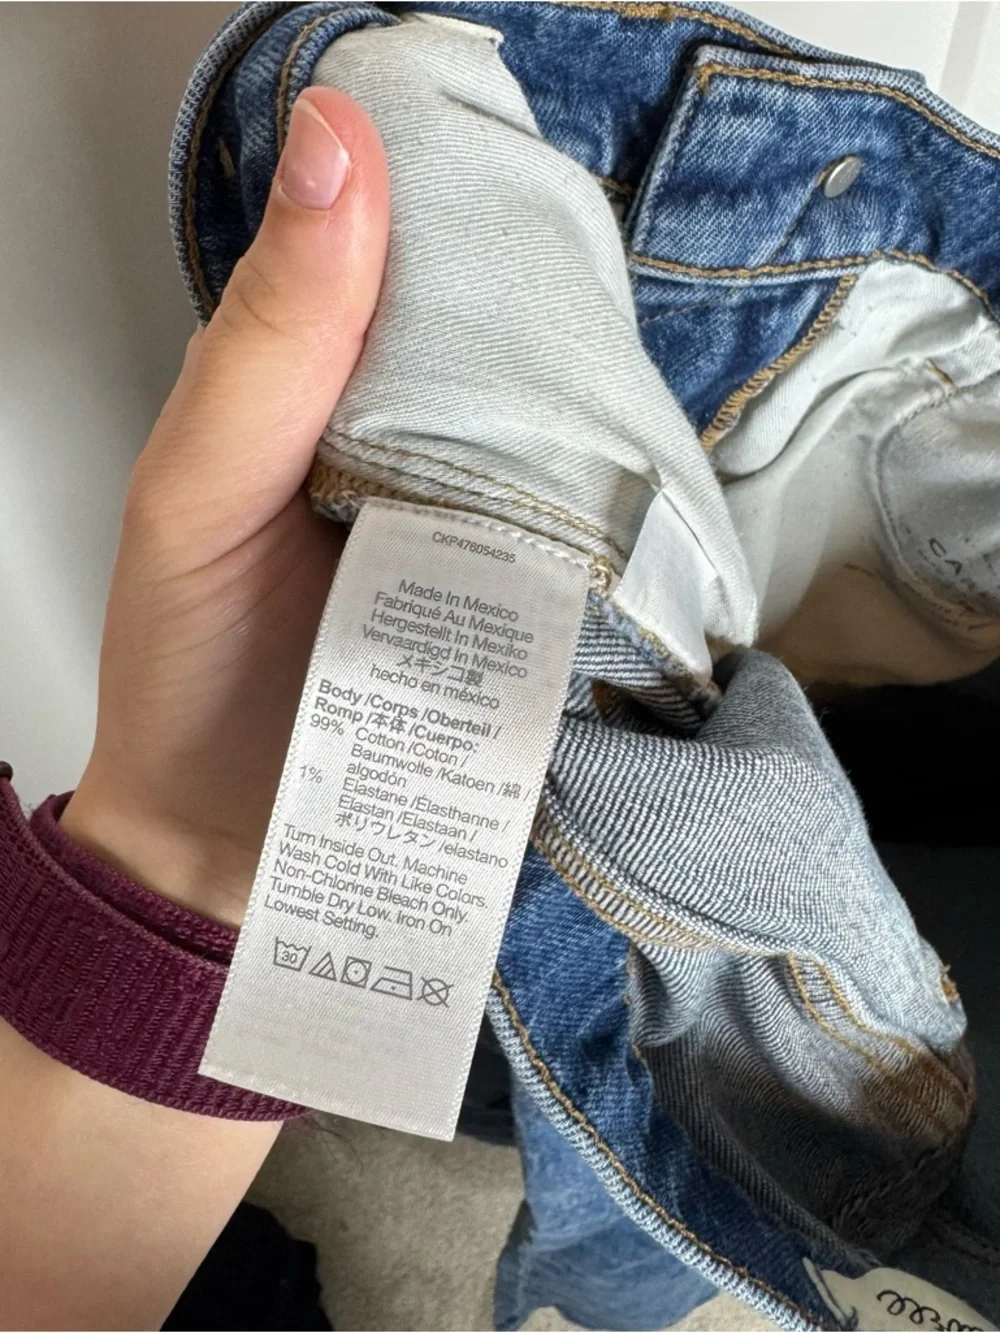 CKP476054235
Made In Mexico
Fabriqué Au Mexique
Hergestellt In Mexiko
Vervaardigd In Mexico
メキシコ製
hecho en méxico
Body /Corps /Oberteil /
Romp /本体 /Cuerpo:
99% Cotton /Coton /
Baumwolle /Katoen /綿 /
algodón
1% Elastane /Elasthanne /
Elastan /Elastaan /
ポリウレタン /elastano
Turn Inside Out. Machine
Wash Cold With Like Colors.
Non-Chlorine Bleach Only.
Tumble Dry Low. Iron On
Lowest Setting.
30